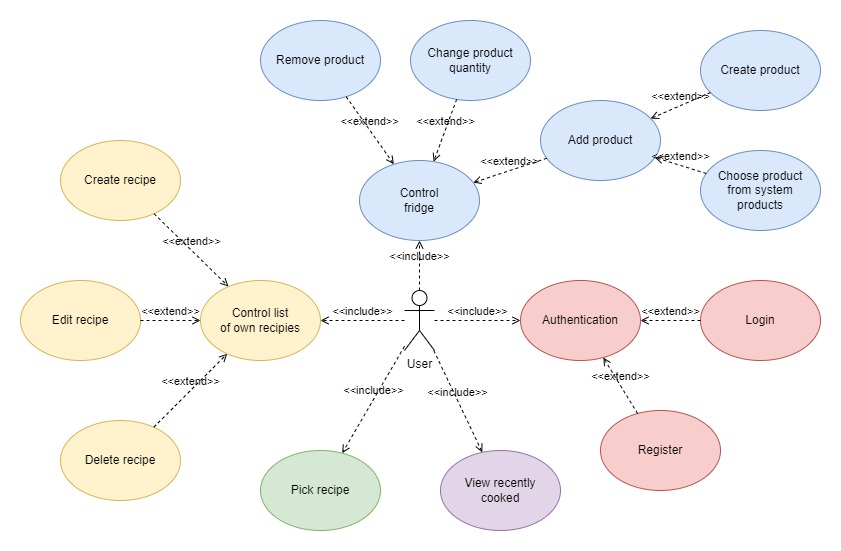 Remove product
Change product
quantity
Create product
<<extend>>
<<extend>>
<<extend>>
Add product
<<extend>>
<<extend>>
Create recipe
Control
fridge
Choose product
from system
products
<<extend>>
<<include>>
Edit recipe
<<extend>>
Control list
of own recipies
<<include>>
<<include>>
Authentication
<<extend>>
Login
User
<<extend>>
<<include>>
<<include>>
<<extend>>
Delete recipe
Pick recipe
View recently
cooked
Register